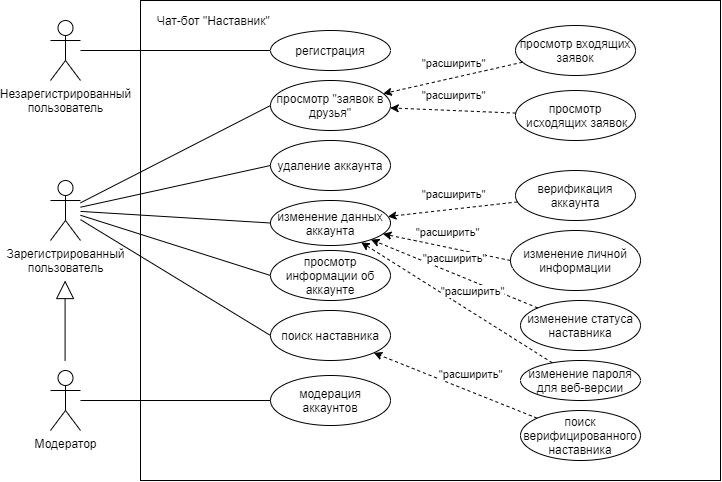 Чат-бот "Наставник"
Незарегистрированный
пользователь
регистрация
просмотр входящих
заявок
"расширить"
просмотр "заявок в
друзья"
"расширить"
просмотр
исходящих заявок
удаление аккаунта
Зарегистрированный
пользователь
"расширить"
верификация
аккаунта
изменение данных
аккаунта
"расширить"
изменение личной
информации
просмотр
информации об
аккаунте
"расширить"
"расширить"
изменение статуса
наставника
поиск наставника
изменение пароля
для веб-версии
"расширить"
Модератор
модерация
аккаунтов
поиск
верифицированного
наставника